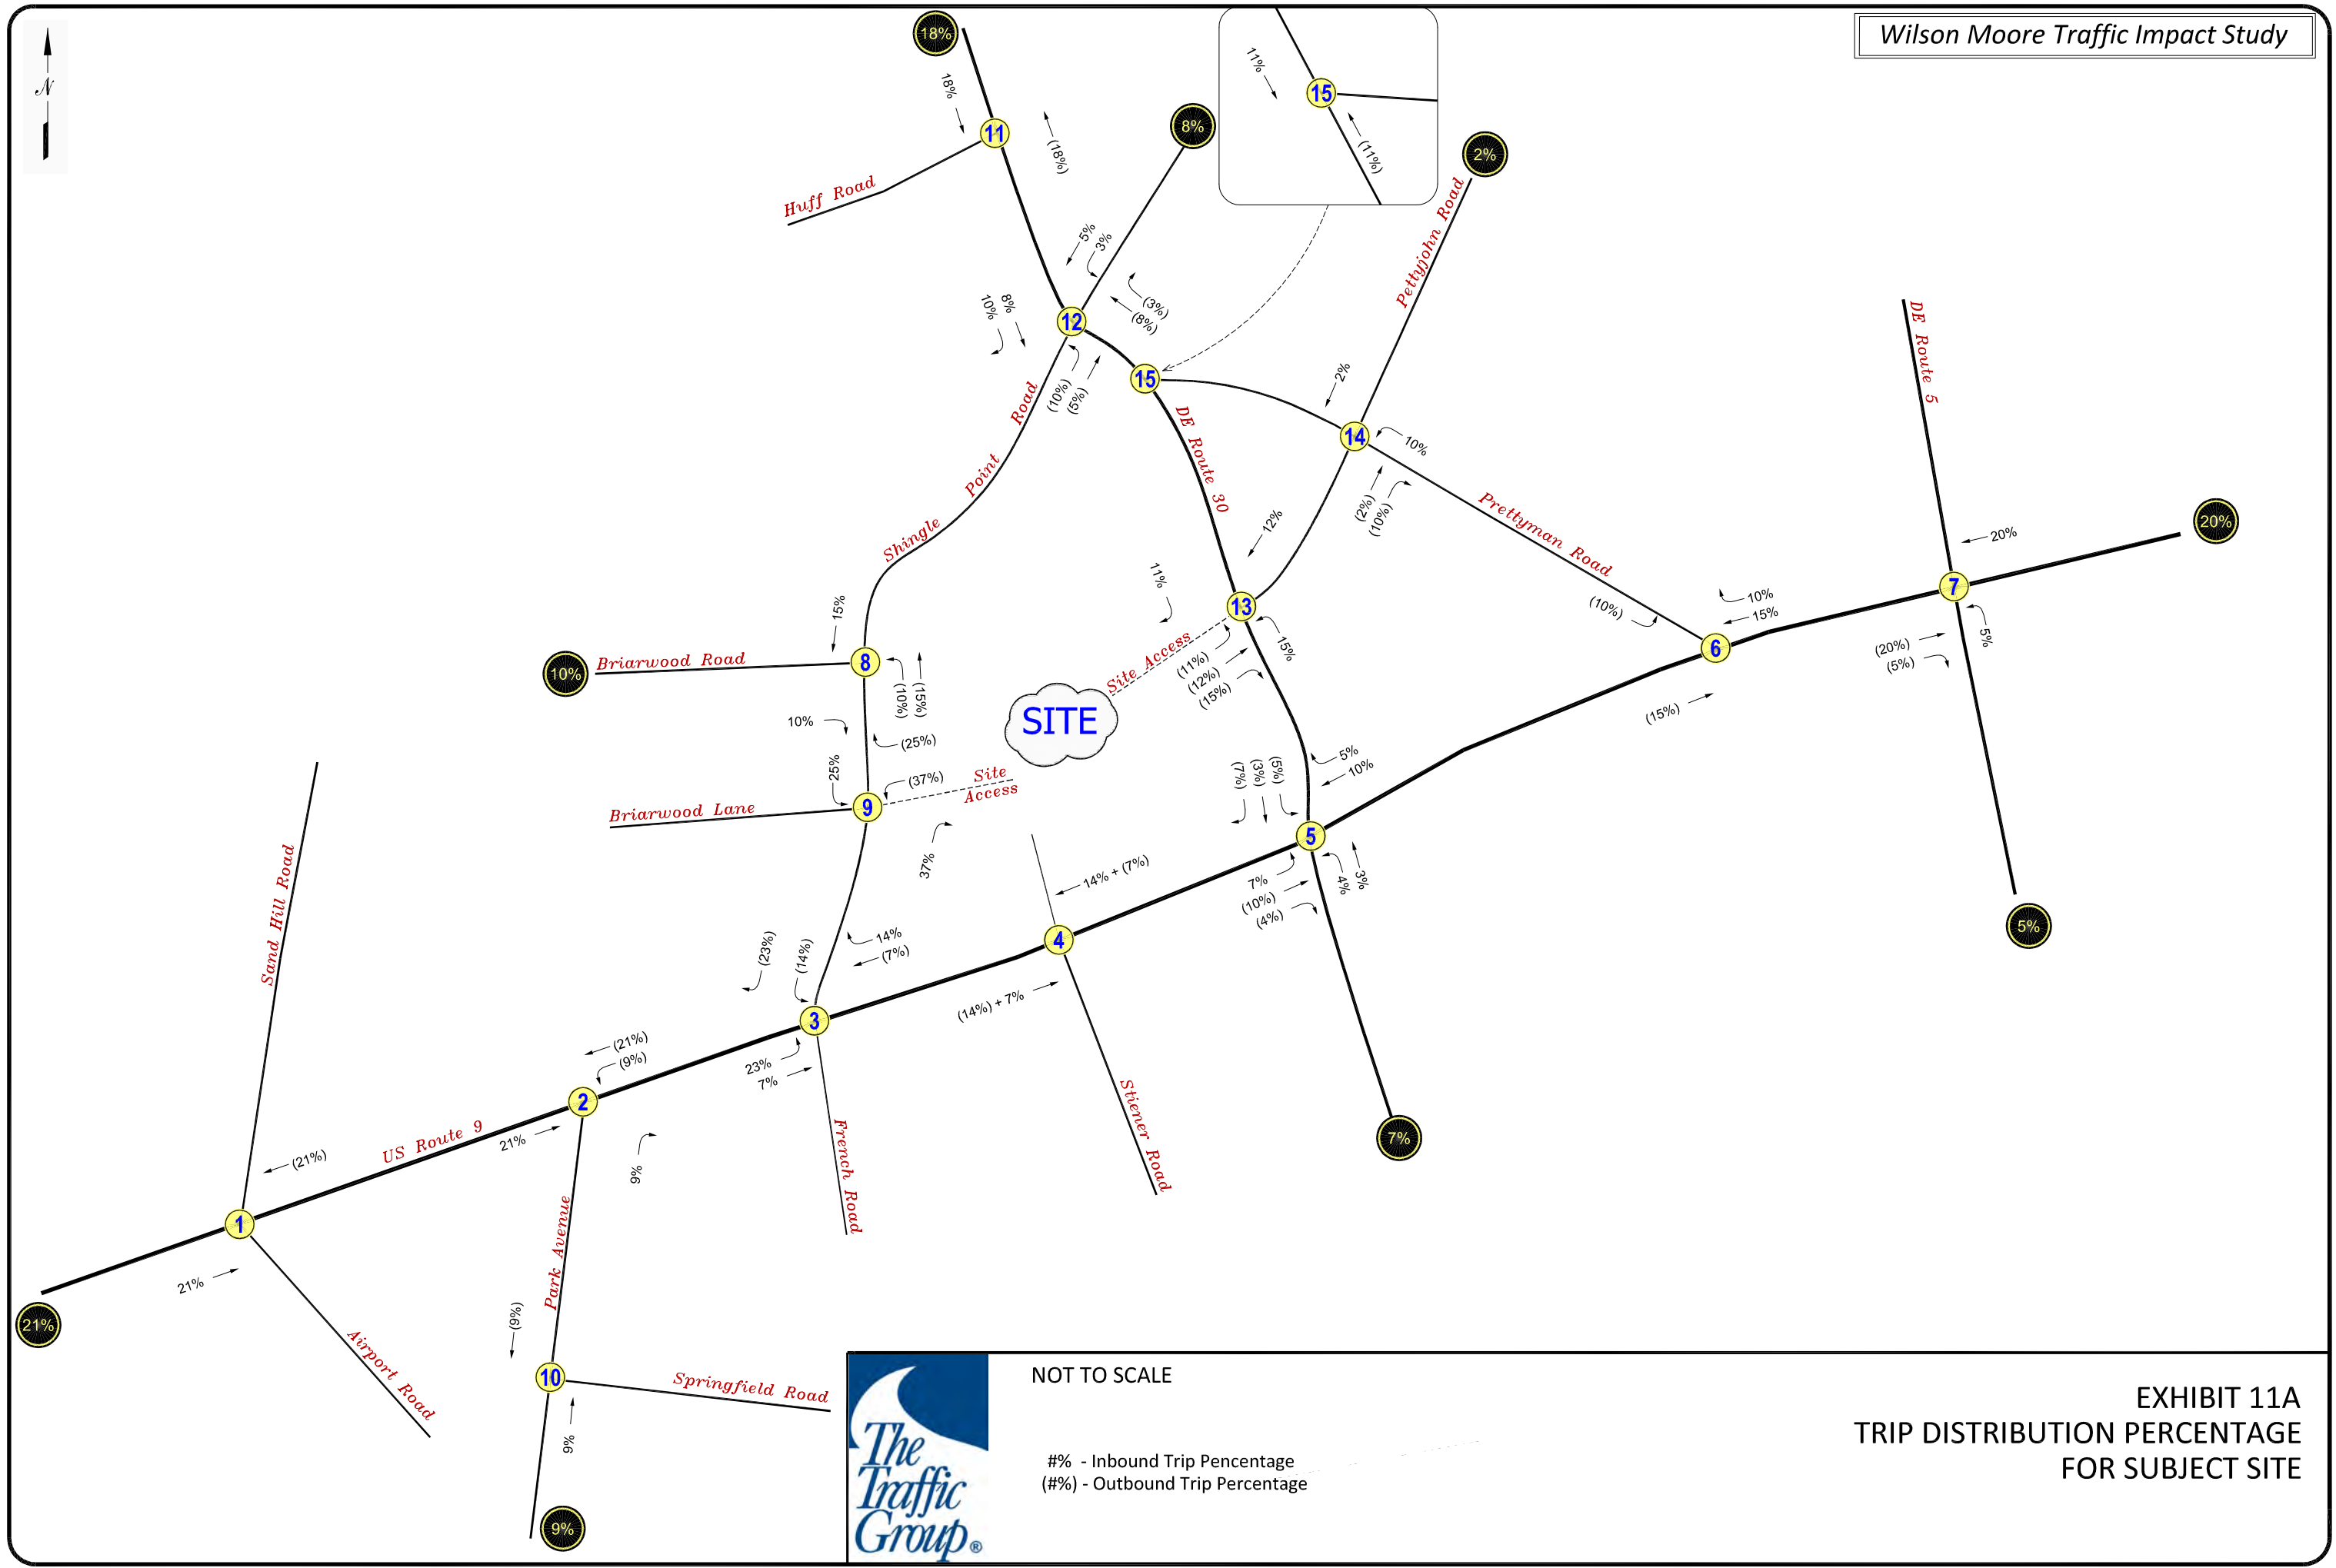 Wilson Moore Traffic Impact Study
N
18%
18%
11
(18%)
Huff Road
8%
11%
15
(11%)
2%
Pettyjohn Road
5%
3%
10%
8%
12
(3%)
(8%)
(10%)
(5%)
15
DE Route 30
2%
14
10%
(2%)
(10%)
Prettyman Road
DE Route 5
20%
20%
7
5%
(20%)
(5%)
5%
10%
15%
6
(10%)
(15%)
Shingle Point Road
12%
11%
13
15%
(11%)
(12%)
(15%)
Site Access
SITE
15%
10%
Briarwood Road
8
(10%)
(15%)
10%
(25%)
25%
(37%)
Site
Access
Briarwood Lane
9
37%
5%
10%
(7%)
(3%)
(5%)
5
7%
(10%)
(4%)
4%
3%
7%
14% + (7%)
4
(14%) + 7%
Stiener Road
(23%)
(14%)
14%
(7%)
3
23%
7%
French Road
Sand Hill Road
(21%)
(9%)
2
21%
9%
US Route 9
(21%)
1
21%
21%
Airport Road
Park Avenue
(9%)
10
Springfield Road
9%
9%
The
Traffic
Group®
NOT TO SCALE
#% - Inbound Trip Pencentage
(#%) - Outbound Trip Percentage
EXHIBIT 11A
TRIP DISTRIBUTION PERCENTAGE
FOR SUBJECT SITE